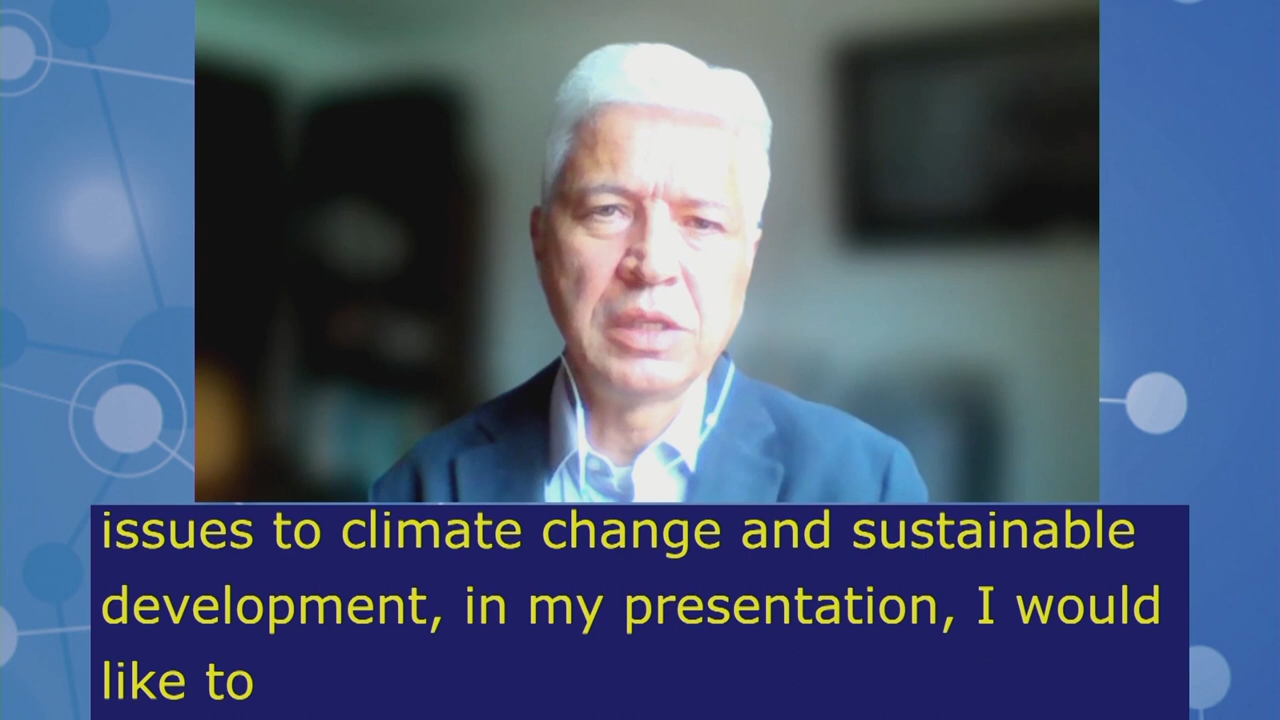 issues to climate change and sustainable
development, in my presentation, I would
like to